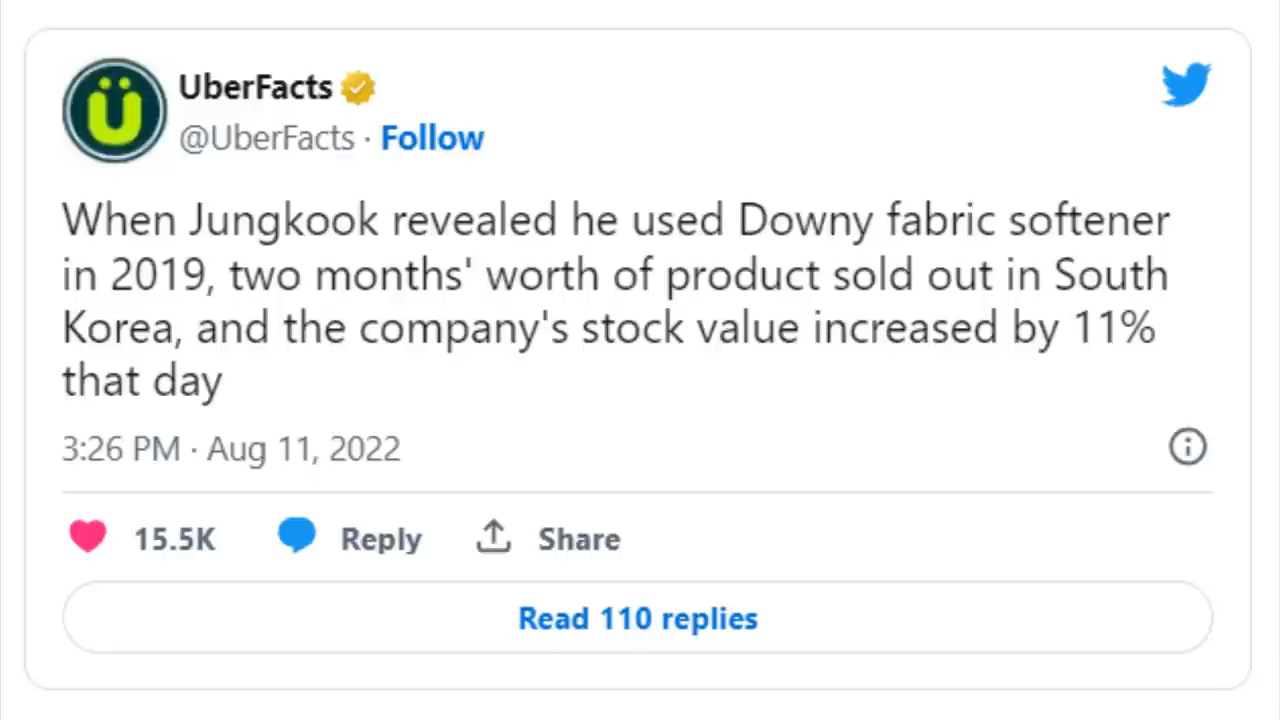 UberFacts
@UberFacts · Follow
When Jungkook revealed he used Downy fabric softener
in 2019, two months' worth of product sold out in South
Korea, and the company's stock value increased by 11%
that day
3:26 PM · Aug 11, 2022
15.5K Reply Share
Read 110 replies